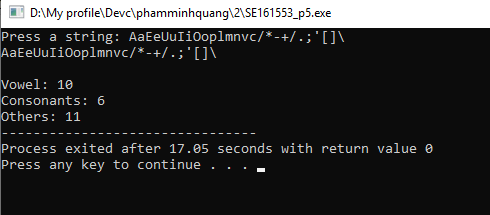 D:\My profile\Devc\phamminhquang\2\SE161553_p5.exe
Press a string: AaEeUuIiOoplmnvc/*-+/.;'[]\
AaEeUuIiOoplmnvc/*-+/.;'[]\
Vowel: 10
Consonants: 6
Others: 11
--------------------------------
Process exited after 17.05 seconds with return value 0
Press any key to continue . . .